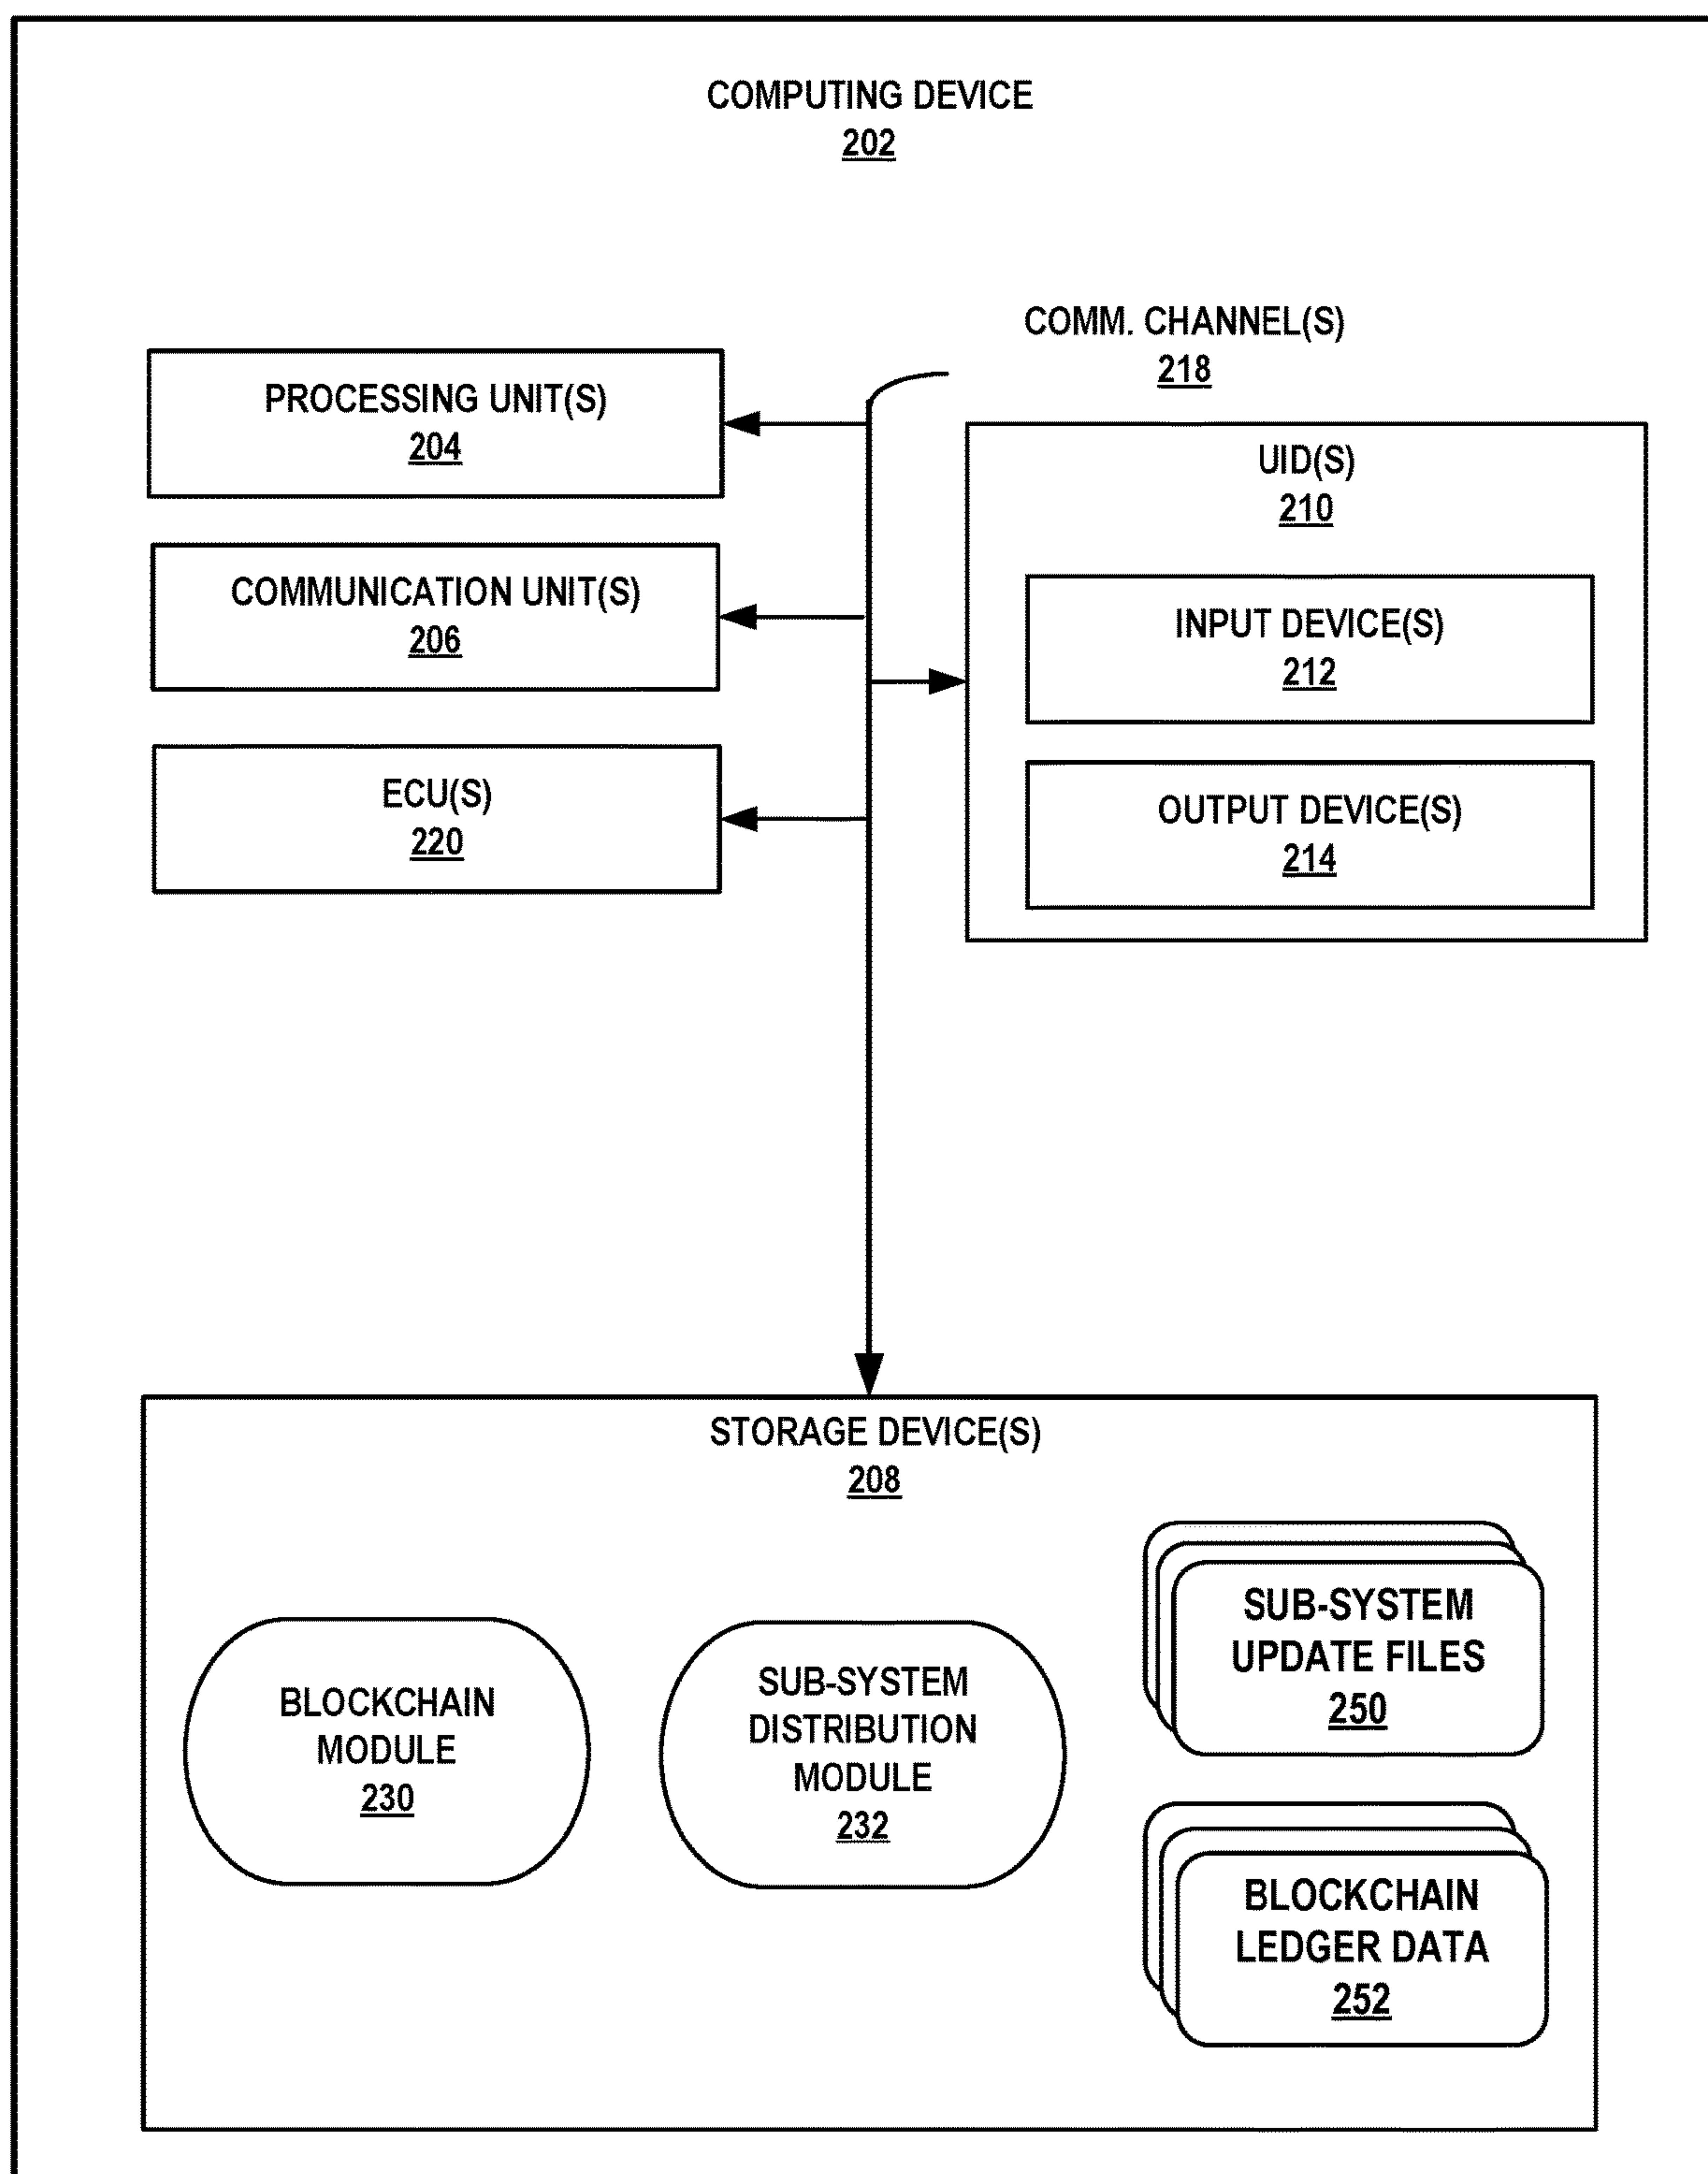 COMPUTING DEVICE
202
COMM. CHANNEL(S)
218
PROCESSING UNIT(S)
204
COMMUNICATION UNIT(S)
206
ECU(S)
220
UID(S)
210
INPUT DEVICE(S)
212
OUTPUT DEVICE(S)
214
STORAGE DEVICE(S)
208
BLOCKCHAIN
MODULE
230
SUB-SYSTEM
DISTRIBUTION
MODULE
232
SUB-SYSTEM
UPDATE FILES
250
BLOCKCHAIN
LEDGER DATA
252